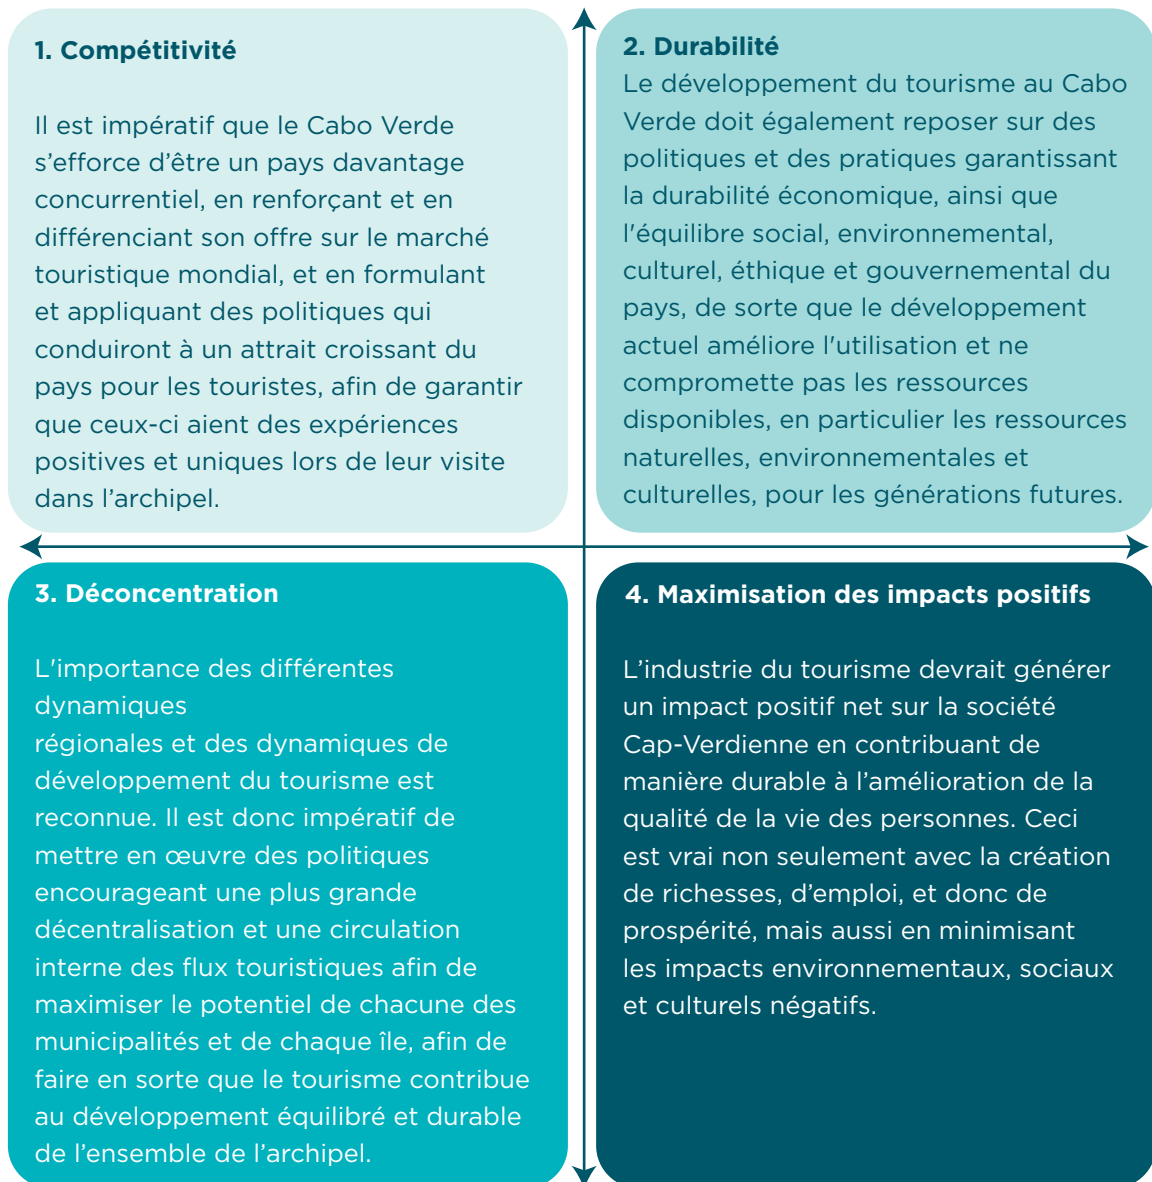 1. Compétitivité
Il est impératif que le Cabo Verde
s’efforce d’être un pays davantage
concurrentiel, en renforçant et en
différenciant son offre sur le marché
touristique mondial, et en formulant
et appliquant des politiques qui
conduiront à un attrait croissant du
pays pour les touristes, afin de garantir
que ceux-ci aient des expériences
positives et uniques lors de leur visite
dans l’archipel.
2. Durabilité
Le développement du tourisme au Cabo
Verde doit également reposer sur des
politiques et des pratiques garantissant
la durabilité économique, ainsi que
l'équilibre social, environnemental,
culturel, éthique et gouvernemental du
pays, de sorte que le développement
actuel améliore l'utilisation et ne
compromette pas les ressources
disponibles, en particulier les ressources
naturelles, environnementales et
culturelles, pour les générations futures.
3. Déconcentration
L'importance des différentes
dynamiques
régionales et des dynamiques de
développement du tourisme est
reconnue. Il est donc impératif de
mettre en œuvre des politiques
encourageant une plus grande
décentralisation et une circulation
interne des flux touristiques afin de
maximiser le potentiel de chacune des
municipalités et de chaque île, afin de
faire en sorte que le tourisme contribue
au développement équilibré et durable
de l’ensemble de l’archipel.
4. Maximisation des impacts positifs
L’industrie du tourisme devrait générer
un impact positif net sur la société
Cap-Verdienne en contribuant de
manière durable à l’amélioration de la
qualité de la vie des personnes. Ceci
est vrai non seulement avec la création
de richesses, d’emploi, et donc de
prospérité, mais aussi en minimisant
les impacts environnementaux, sociaux
et culturels négatifs.